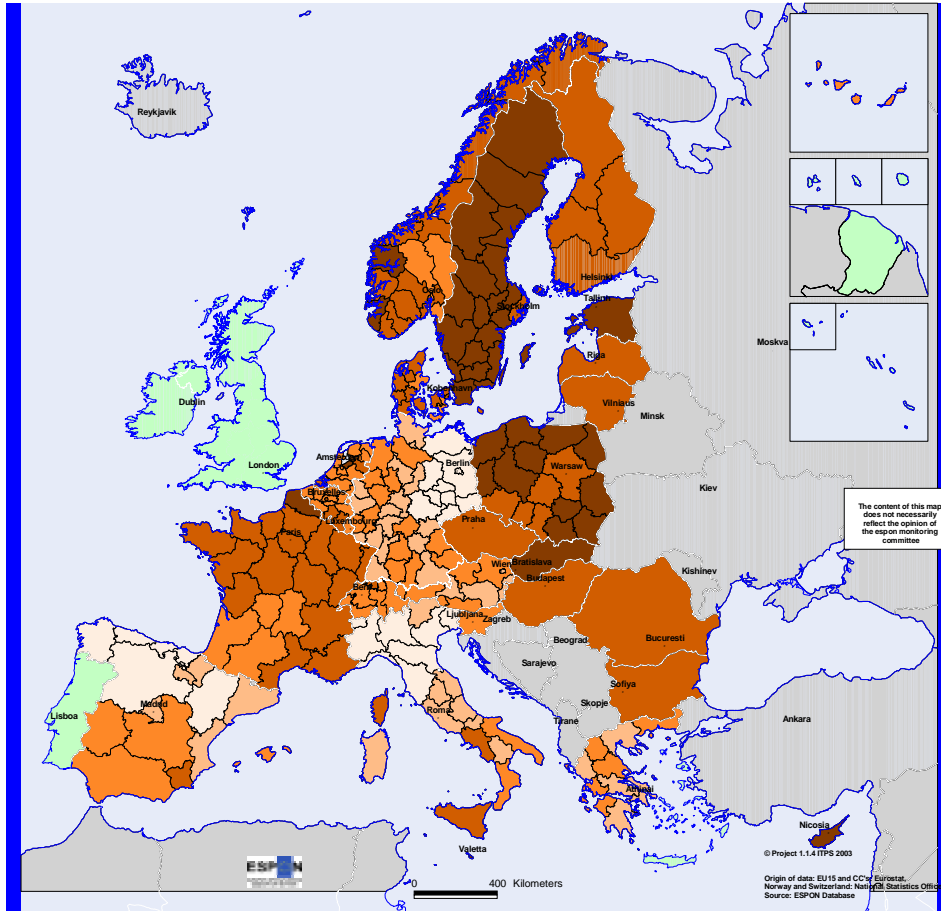 Reykjavik
Oslo
Helsinki
Stockholm
Tallinn
Moskva
Riga
Kobenhavn
Dublin
Vilniaus
Minsk
London
Amsterdam
Berlin
Warsaw
Kiev
Bruxelles
The content of this map
does not necessarily
reflect the opinion of
the espon monitoring
committee
Luxembourg
Praha
Paris
Wien
Bratislava
Kishinev
Bern
Budapest
Ljubljana
Zagreb
Beograd
Bucuresti
Sarajevo
Sofiya
Madrid
Roma
Skopje
Lisboa
Tirane
Ankara
Athinai
Nicosia
Valetta
© Project 1.1.4 ITPS 2003
ESPON
0 400 Kilometers
Origin of data: EU15 and CC's: Eurostat,
Norway and Switzerland: National Statistics Offic
Source: ESPON Database